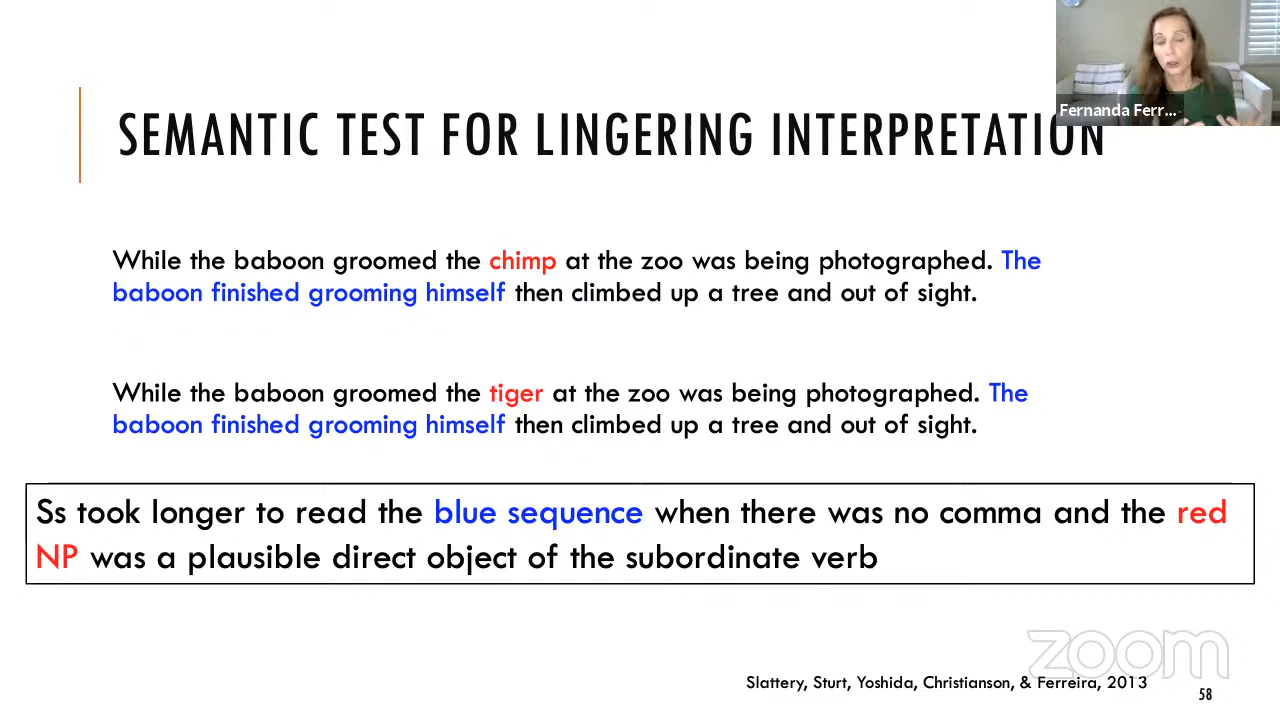 Fernanda Ferr...
SEMANTIC TEST FOR LINGERING INTERPRETATION
While the baboon groomed the chimp at the zoo was being photographed. The
baboon finished grooming himself then climbed up a tree and out of sight.
While the baboon groomed the tiger at the zoo was being photographed. The
baboon finished grooming himself then climbed up a tree and out of sight.
Ss took longer to read the blue sequence when there was no comma and the red
NP was a plausible direct object of the subordinate verb
zoom
Slattery, Sturt, Yoshida, Christianson, & Ferreira, 2013
58